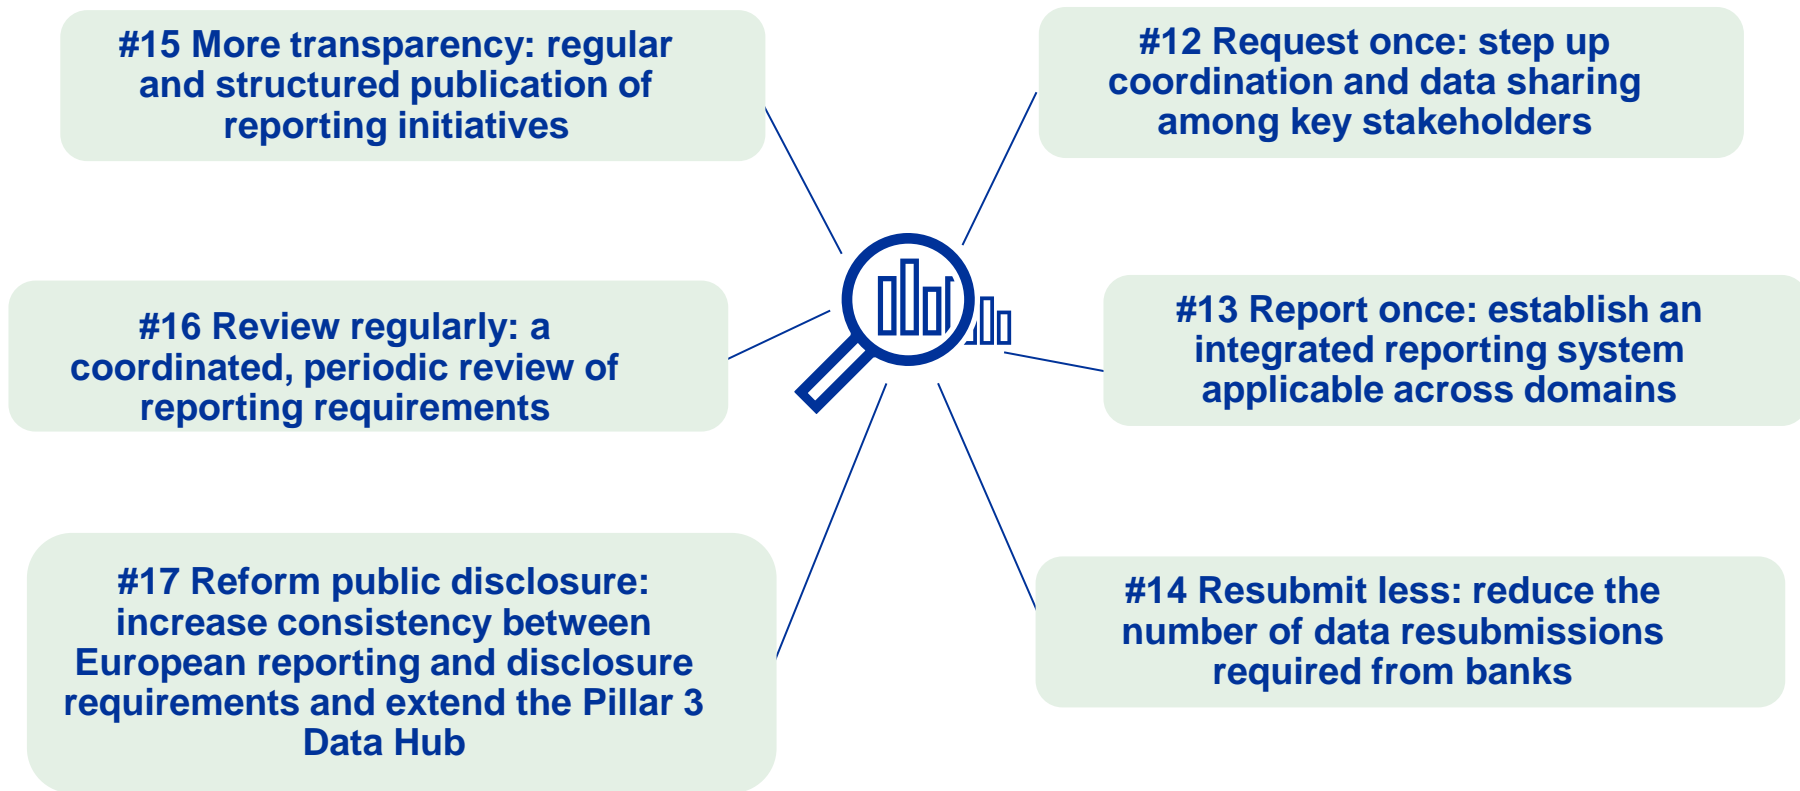 #15 More transparency: regular
and structured publication of
reporting initiatives
#12 Request once: step up
coordination and data sharing
among key stakeholders
#16 Review regularly: a
coordinated, periodic review of
reporting requirements
#13 Report once: establish an
integrated reporting system
applicable across domains
#17 Reform public disclosure:
increase consistency between
European reporting and disclosure
requirements and extend the Pillar 3
Data Hub
#14 Resubmit less: reduce the
number of data resubmissions
required from banks